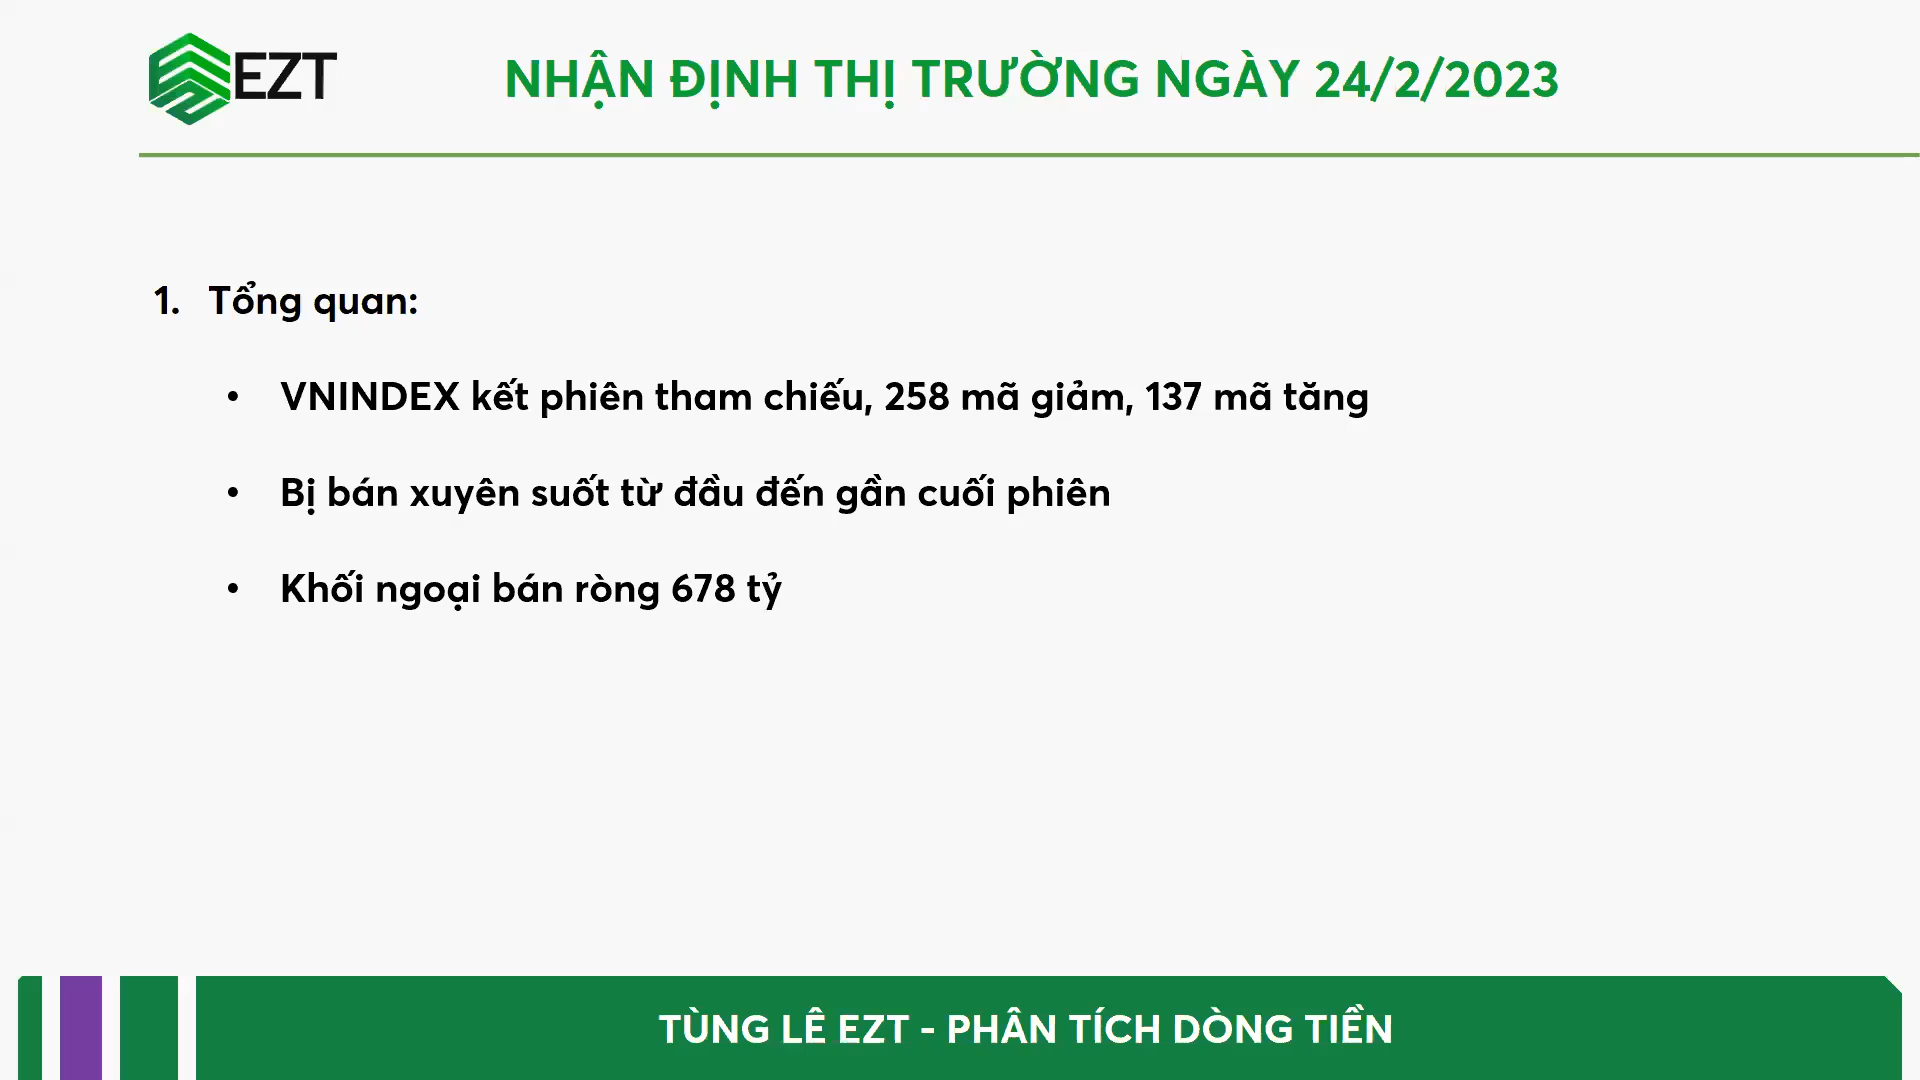 EZT
NHẬN ĐỊNH THỊ TRƯỜNG NGÀY 24/2/2023
1. Tổng quan:
• VNINDEX kết phiên tham chiếu, 258 mã giảm, 137 mã tăng
• Bị bán xuyên suốt từ đầu đến gần cuối phiên
• Khối ngoại bán ròng 678 tỷ
TÙNG LÊ EZT - PHÂN TÍCH DÒNG TIỀN